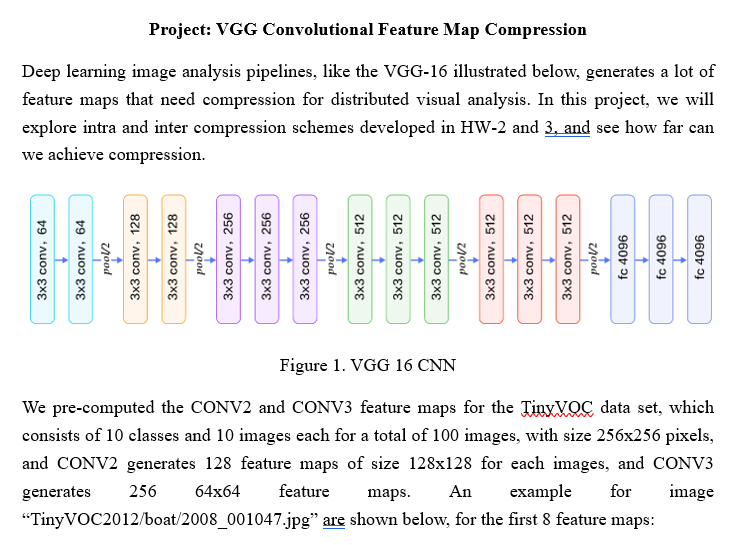 Project: VGG Convolutional Feature Map Compression
Deep learning image analysis pipelines, like the VGG-16 illustrated below, generates a lot of
feature maps that need compression for distributed visual analysis. In this project, we will
explore intra and inter compression schemes developed in HW-2 and 3, and see how far can
we achieve compression.
3x3 conv, 64
3x3 conv, 64
pool/2
3x3 conv, 128
3x3 conv, 128
pool/2
3x3 conv, 256
3x3 conv, 256
3x3 conv, 256
pool/2
3x3 conv, 512
3x3 conv, 512
3x3 conv, 512
pool/2
3x3 conv, 512
3x3 conv, 512
3x3 conv, 512
pool/2
fc 4096
fc 4096
fc 4096
Figure 1. VGG 16 CNN
We pre-computed the CONV2 and CONV3 feature maps for the TinyVOC data set, which
consists of 10 classes and 10 images each for a total of 100 images, with size 256x256 pixels,
and CONV2 generates 128 feature maps of size 128x128 for each images, and CONV3
generates 256 64x64 feature maps. An example for image
“TinyVOC2012/boat/2008_001047.jpg” are shown below, for the first 8 feature maps: